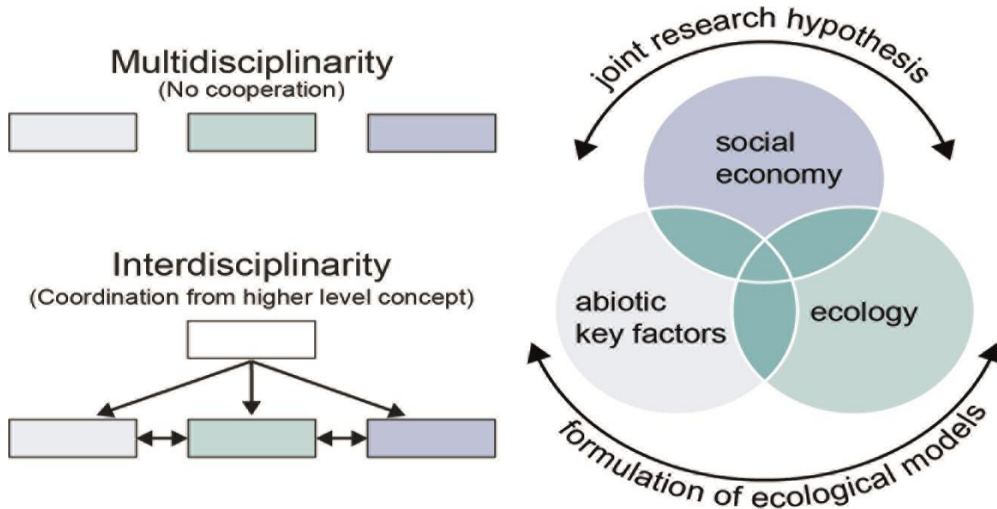 Multidisciplinarity
(No cooperation)
Interdisciplinarity
(Coordination from higher level concept)
joint research hypothesis
social
economy
abiotic
key factors
ecology
formulation of ecological models